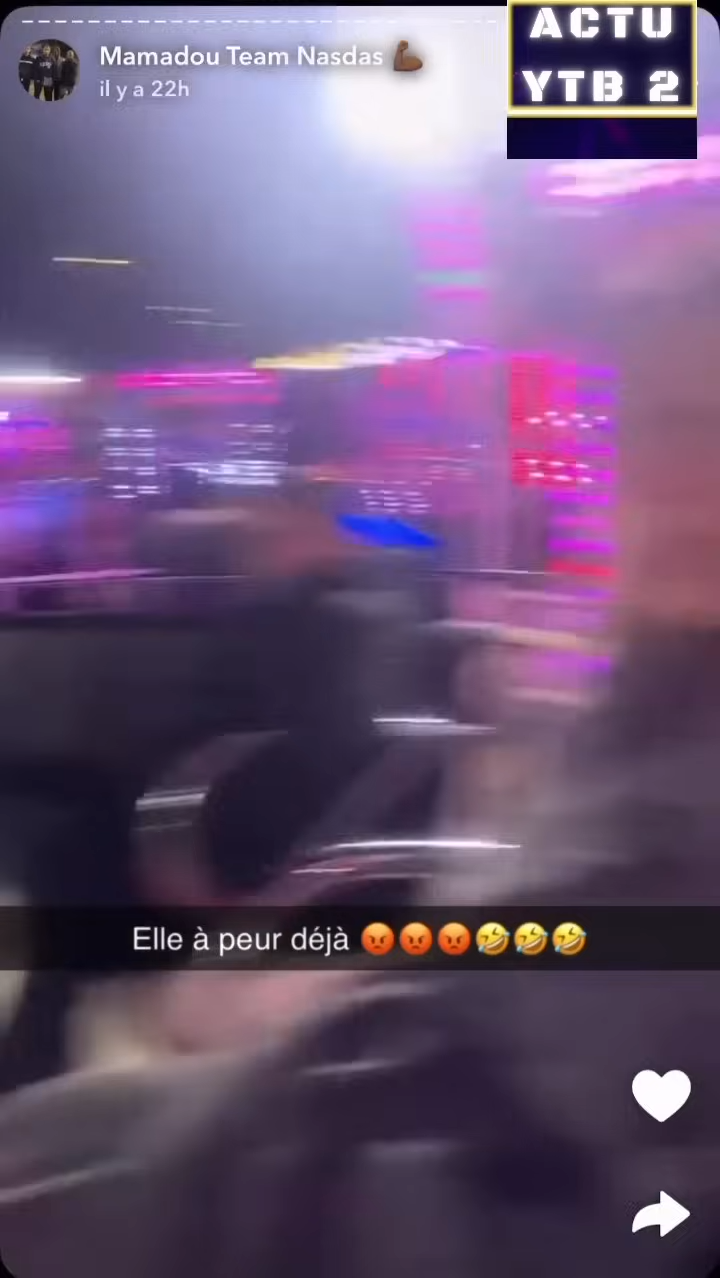 Mamadou Team Nasdas 💪🏾
il y a 22h
ACTU
YTB 2
Elle à peur déjà 😡😡😡🤣🤣🤣